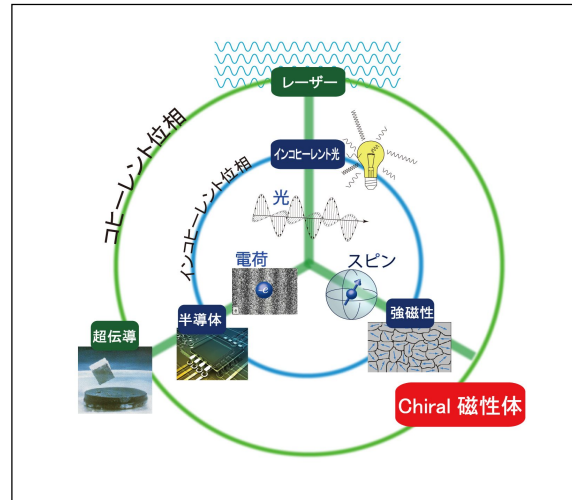 レーザー
インコヒーレント光
コヒーレント位相
インコヒーレント位相
光
電荷
スピン
-e
半導体
強磁性
超伝導
Chiral 磁性体